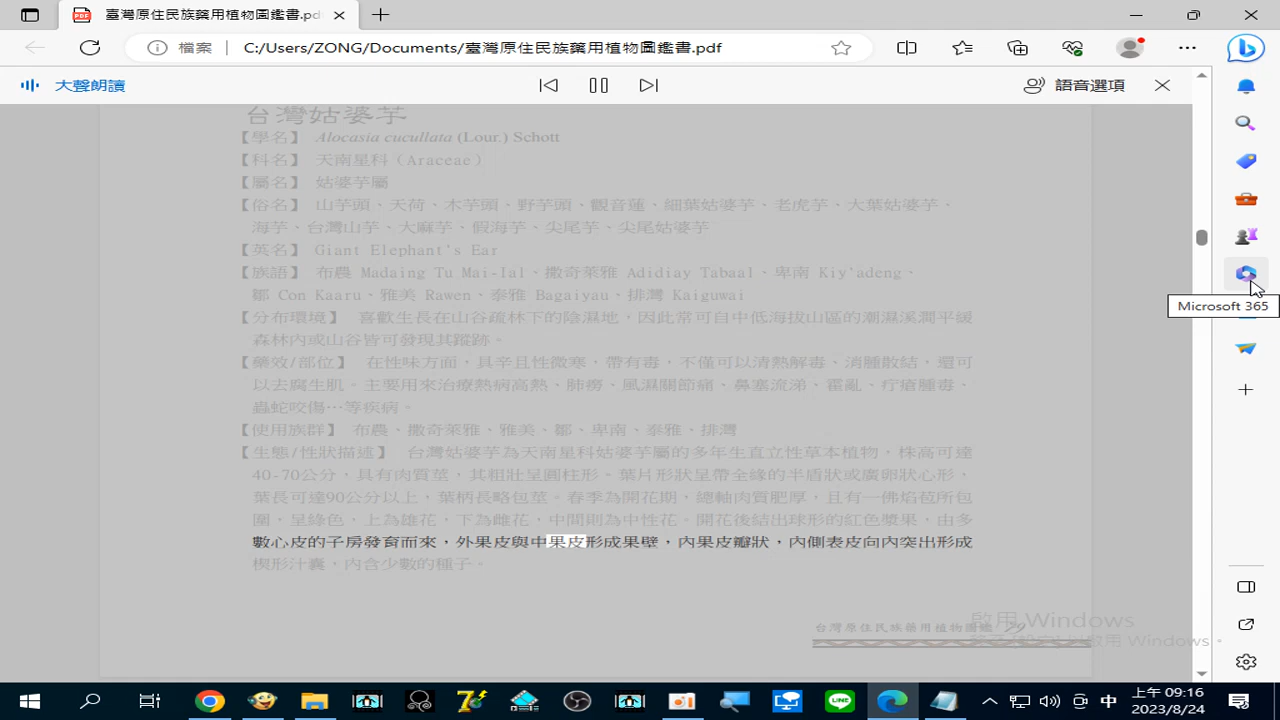 臺灣原住民族藥用植物圖鑑書.pdf
檔案
C:/Users/ZONG/Documents/臺灣原住民族藥用植物圖鑑書.pdf
大聲朗讀
語音選項
台灣姑婆芋
【學名】 Alocasia cucullata (Lour.) Schott
【科名】 天南星科（Araceae）
【屬名】 姑婆芋屬
【俗名】 山芋頭、天荷、木芋頭、野芋頭、觀音蓮、細葉姑婆芋、老虎芋、大葉姑婆芋、
海芋、台灣山芋、大麻芋、假海芋、尖尾芋、尖尾姑婆芋
【英名】 Giant Elephant's Ear
【族語】 布農 Madaing Tu Mai-Ial、撒奇萊雅 Adidiay Tabaal、卑南 Kiy'adeng、
鄒 Con Kaaru、雅美 Rawen、泰雅 Bagaiyau、排灣 Kaiguwai
【分布環境】 喜歡生長在山谷疏林下的陰濕地，因此常可自中低海拔山區的潮濕溪澗平緩
森林內或山谷皆可發現其蹤跡。
【藥效/部位】 在性味方面，其辛且性微寒，帶有毒，不僅可以清熱解毒、消腫散結，還可
以去腐生肌。主要用來治療熱病高熱、肺癆、風濕關節痛、鼻塞流涕、霍亂、疔瘡腫毒、
蟲蛇咬傷…等疾病。
【使用族群】 布農、撒奇萊雅、雅美、鄒、卑南、泰雅、排灣
【生態/性狀描述】 台灣姑婆芋為天南星科姑婆芋屬的多年生直立性草本植物，株高可達
40-70公分，具有肉質莖，其粗壯呈圓柱形。葉片形狀呈帶全緣的半盾狀或廣卵狀心形，
葉長可達90公分以上，葉柄長略包莖。春季為開花期，總軸肉質肥厚，且有一佛焰苞所包
圍，呈綠色，上為雄花，下為雌花，中間則為中性花。開花後結出球形的紅色漿果，由多
數心皮的子房發育而來，外果皮與中果皮形成果壁，內果皮瓣狀，內側表皮向內突出形成
楔形汁囊，內含少數的種子。
台灣原住民族藥用植物圖鑑 79
啟用 Windows
Microsoft 365
中
上午 09:16
2023/8/24